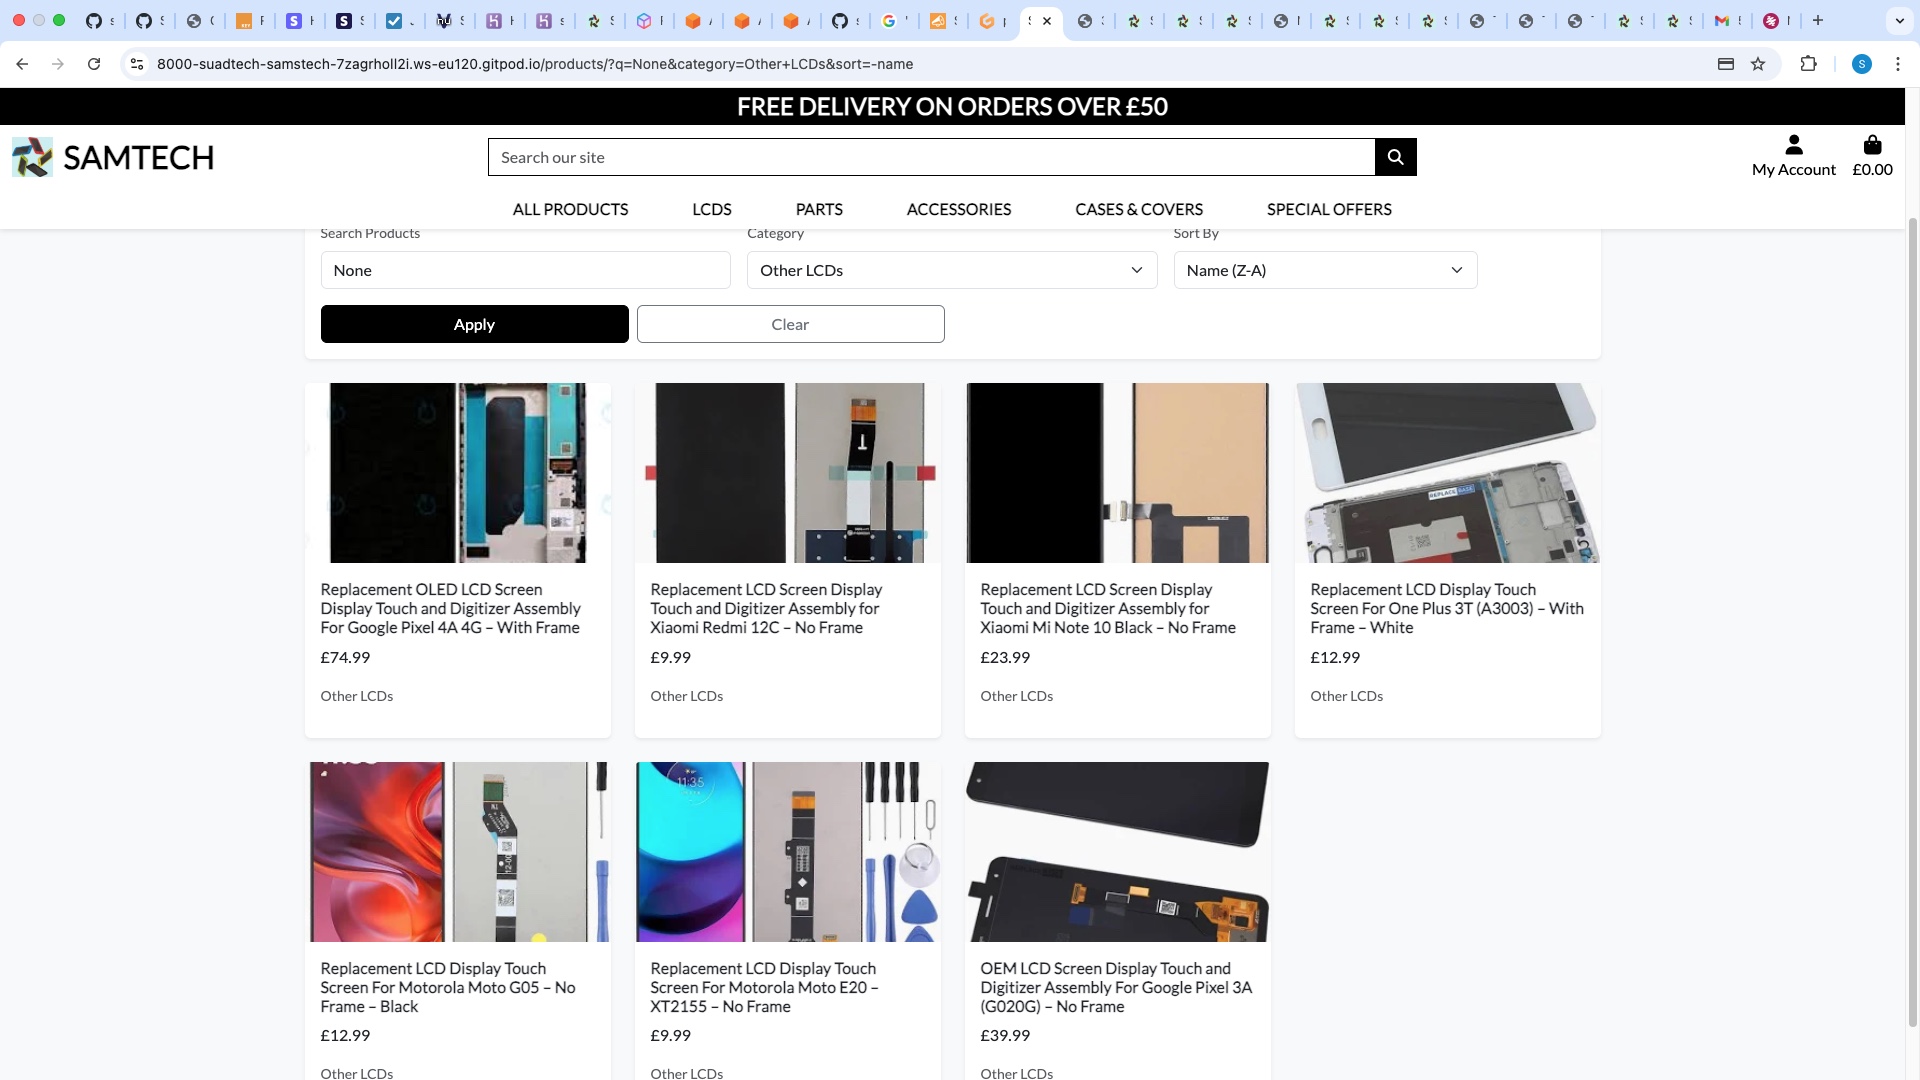 8000-suadtech-samstech-7zagrholl2i.ws-eu120.gitpod.io/products/?q=None&category=Other+LCDs&sort=-name
FREE DELIVERY ON ORDERS OVER £50
SAMTECH
Search our site
My Account
£0.00
ALL PRODUCTS
LCDS
PARTS
ACCESSORIES
CASES & COVERS
SPECIAL OFFERS
Search Products
Category
Sort By
None
Other LCDs
Name (Z-A)
Apply
Clear
Replacement OLED LCD Screen
Display Touch and Digitizer Assembly
For Google Pixel 4A 4G – With Frame
£74.99
Other LCDs
Replacement LCD Screen Display
Touch and Digitizer Assembly for
Xiaomi Redmi 12C – No Frame
£9.99
Other LCDs
Replacement LCD Screen Display
Touch and Digitizer Assembly for
Xiaomi Mi Note 10 Black – No Frame
£23.99
Other LCDs
REPLACE BASE
Replacement LCD Display Touch
Screen For One Plus 3T (A3003) – With
Frame – White
£12.99
Other LCDs
Replacement LCD Display Touch
Screen For Motorola Moto G05 – No
Frame – Black
£12.99
Other LCDs
11:35
Replacement LCD Display Touch
Screen For Motorola Moto E20 –
XT2155 – No Frame
£9.99
Other LCDs
OEM LCD Screen Display Touch and
Digitizer Assembly For Google Pixel 3A
(G020G) – No Frame
£39.99
Other LCDs